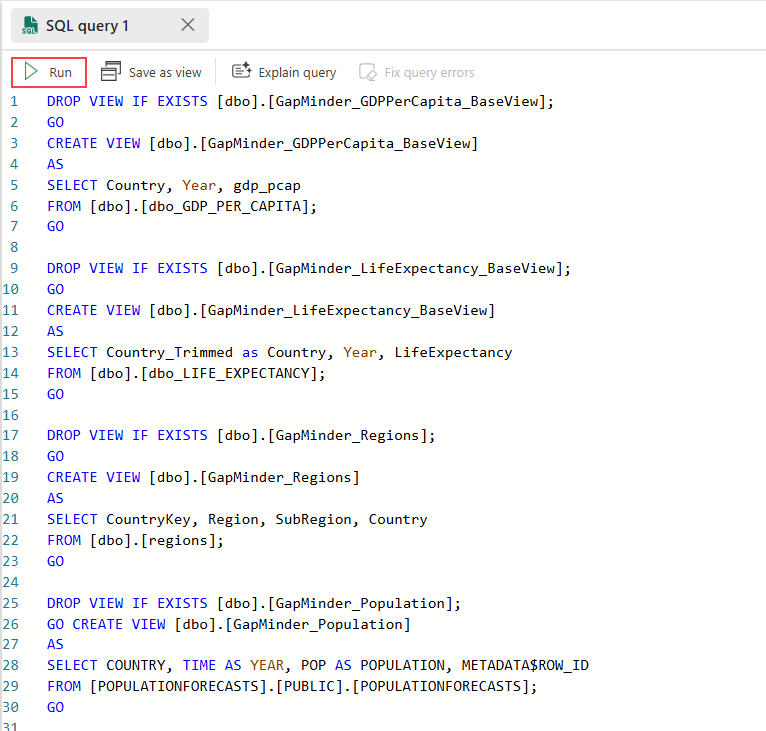 SQL query 1
Run Save as view Explain query Fix query errors
1 DROP VIEW IF EXISTS [dbo].[GapMinder_GDPPerCapita_BaseView];
2 GO
3 CREATE VIEW [dbo].[GapMinder_GDPPerCapita_BaseView]
4 AS
5 SELECT Country, Year, gdp_pcap
6 FROM [dbo].[dbo_GDP_PER_CAPITA];
7 GO
8
9 DROP VIEW IF EXISTS [dbo].[GapMinder_LifeExpectancy_BaseView];
10 GO
11 CREATE VIEW [dbo].[GapMinder_LifeExpectancy_BaseView]
12 AS
13 SELECT Country_Trimmed as Country, Year, LifeExpectancy
14 FROM [dbo].[dbo_LIFE_EXPECTANCY];
15 GO
16
17 DROP VIEW IF EXISTS [dbo].[GapMinder_Regions];
18 GO
19 CREATE VIEW [dbo].[GapMinder_Regions]
20 AS
21 SELECT CountryKey, Region, SubRegion, Country
22 FROM [dbo].[regions];
23 GO
24
25 DROP VIEW IF EXISTS [dbo].[GapMinder_Population];
26 GO CREATE VIEW [dbo].[GapMinder_Population]
27 AS
28 SELECT COUNTRY, TIME AS YEAR, POP AS POPULATION, METADATA$ROW_ID
29 FROM [POPULATIONFORECASTS].[PUBLIC].[POPULATIONFORECASTS];
30 GO
31